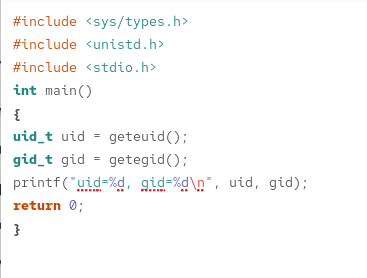 #include <sys/types.h>
#include <unistd.h>
#include <stdio.h>
int main()
{
uid_t uid = geteuid();
gid_t gid = getegid();
printf("uid=%d, gid=%d\n", uid, gid);
return 0;
}